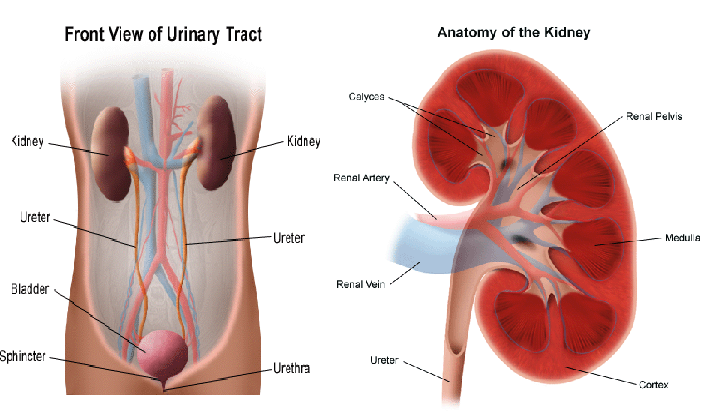 Front View of Urinary Tract
Kidney
Kidney
Ureter
Ureter
Bladder
Sphincter
Urethra
Anatomy of the Kidney
Calyces
Renal Pelvis
Renal Artery
Medulla
Renal Vein
Ureter
Cortex